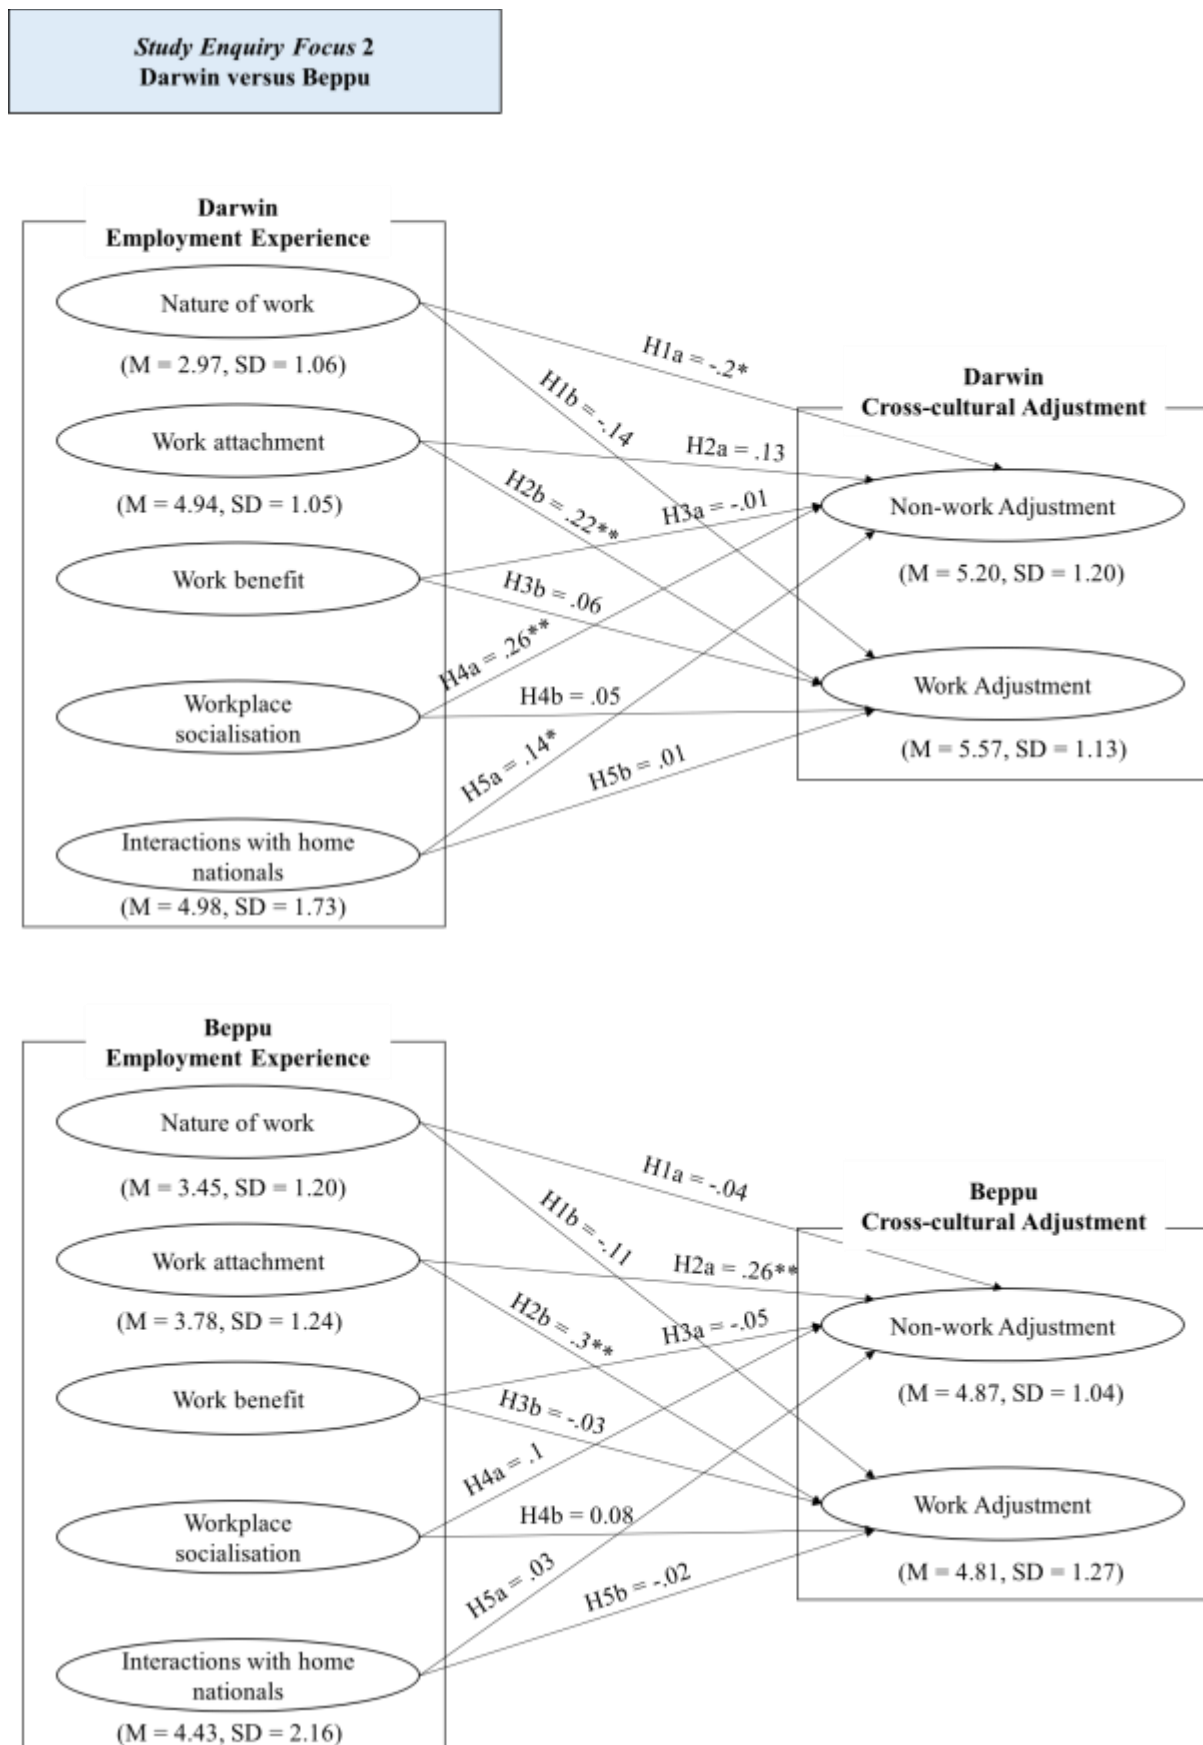 Study Enquiry Focus 2
Darwin versus Beppu
Darwin
Employment Experience
Nature of work
(M = 2.97, SD = 1.06)
Work attachment
(M = 4.94, SD = 1.05)
Work benefit
Workplace
socialisation
Interactions with home
nationals
(M = 4.98, SD = 1.73)
H1a = -.2*
H1b = -.14
H2a = .13
H2b = .22**
H3a = -.01
H3b = .06
H4a = .26**
H4b = .05
H5a = .14*
H5b = .01
Darwin
Cross-cultural Adjustment
Non-work Adjustment
(M = 5.20, SD = 1.20)
Work Adjustment
(M = 5.57, SD = 1.13)
Beppu
Employment Experience
Nature of work
(M = 3.45, SD = 1.20)
Work attachment
(M = 3.78, SD = 1.24)
Work benefit
Workplace
socialisation
Interactions with home
nationals
(M = 4.43, SD = 2.16)
H1a = -.04
H1b = -.11
H2a = .26**
H2b = .3**
H3a = -.05
H3b = -.03
H4a = .1
H4b = 0.08
H5a = .03
H5b = -.02
Beppu
Cross-cultural Adjustment
Non-work Adjustment
(M = 4.87, SD = 1.04)
Work Adjustment
(M = 4.81, SD = 1.27)